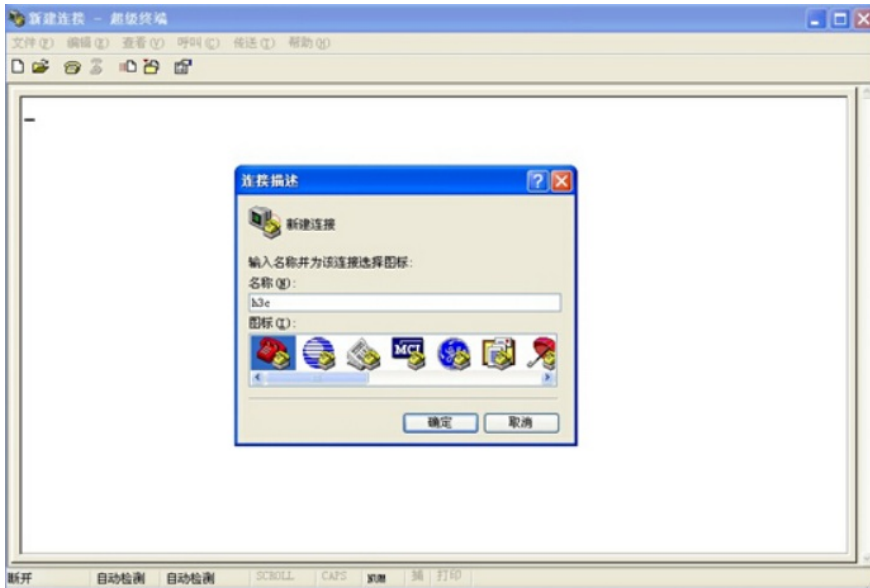 新建连接 - 超级终端
文件(F) 编辑(E) 查看(V) 呼叫(C) 传送(T) 帮助(H)
连接描述
新建连接
输入名称并为该连接选择图标:
名称(N):
h3c
图标(I):
MCI
确定 取消
断开 自动检测 自动检测 SCROLL CAPS NUM 捕 打印